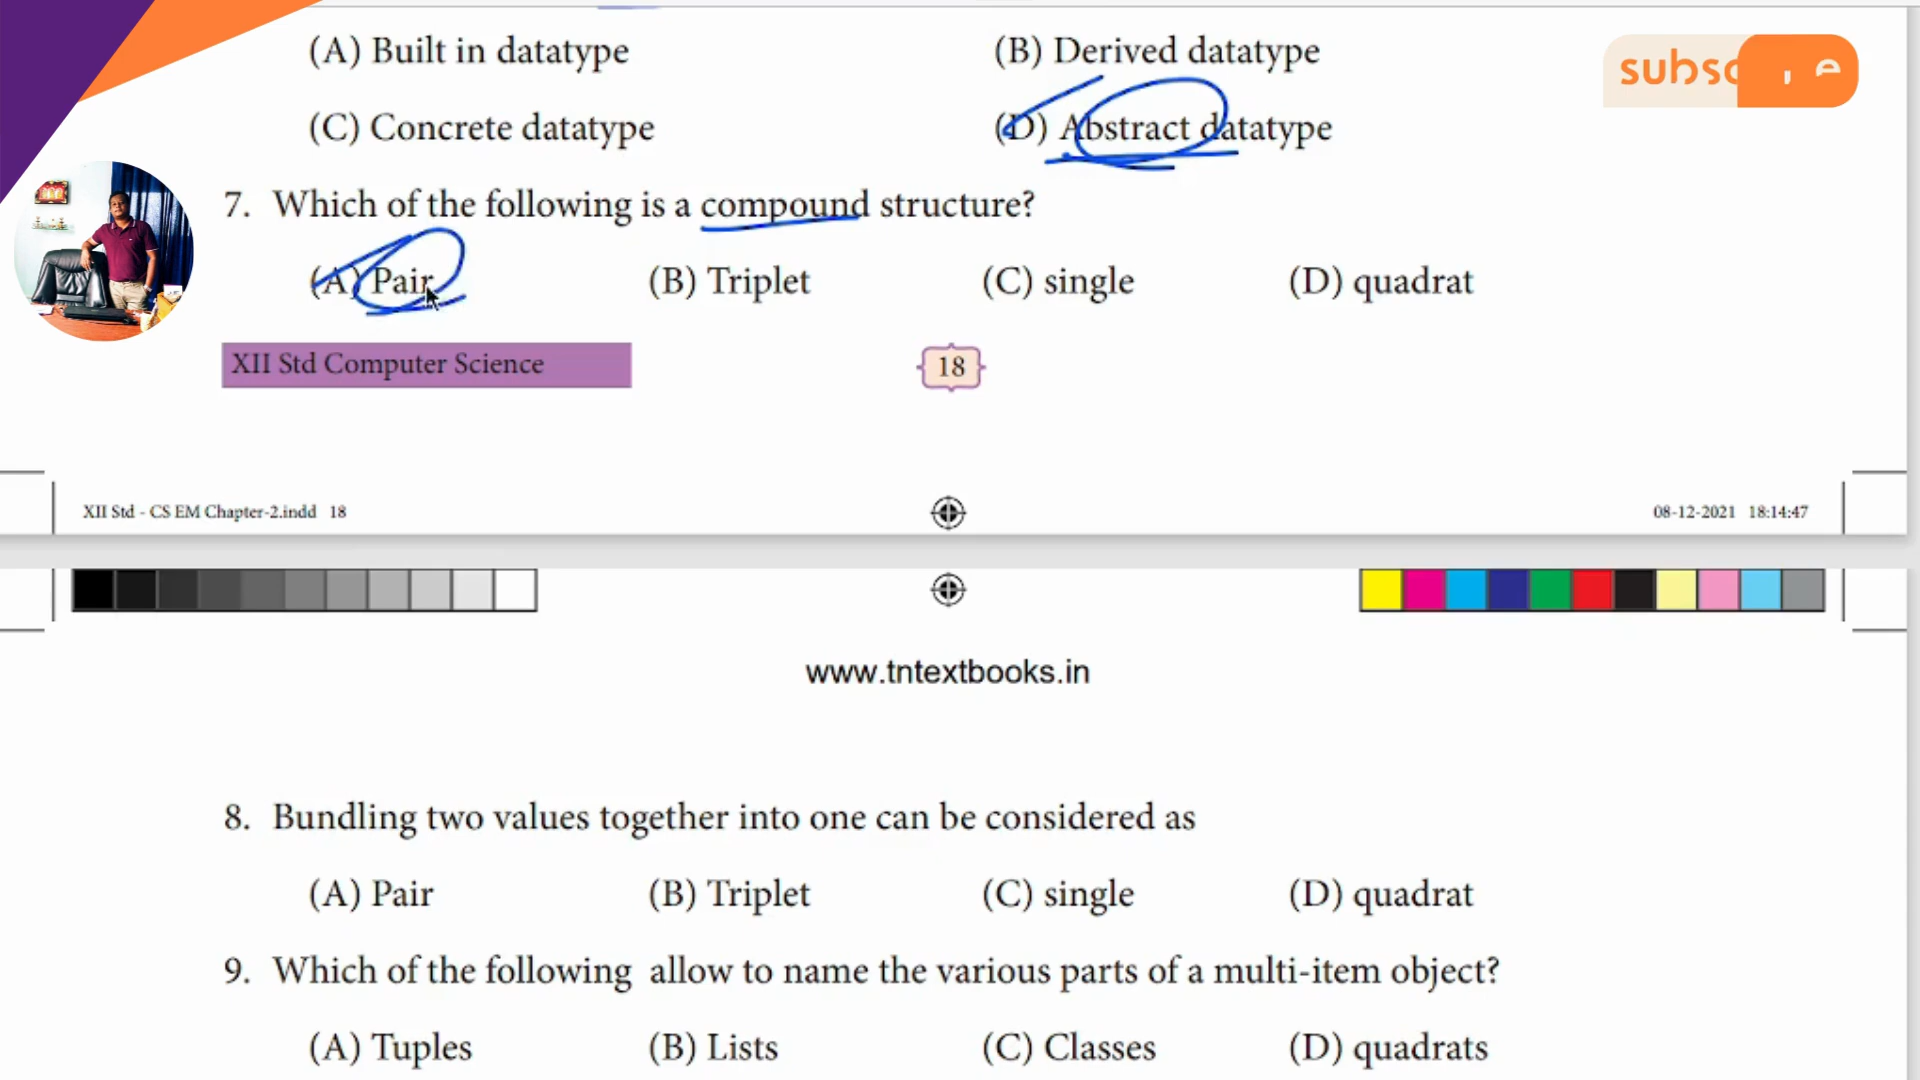 (A) Built in datatype (B) Derived datatype
(C) Concrete datatype (D) Abstract datatype
7. Which of the following is a compound structure?
(A) Pair (B) Triplet (C) single (D) quadrat
XII Std Computer Science 18
XII Std - CS EM Chapter-2.indd 18 08-12-2021 18:14:47
www.tntextbooks.in
8. Bundling two values together into one can be considered as
(A) Pair (B) Triplet (C) single (D) quadrat
9. Which of the following allow to name the various parts of a multi-item object?
(A) Tuples (B) Lists (C) Classes (D) quadrats